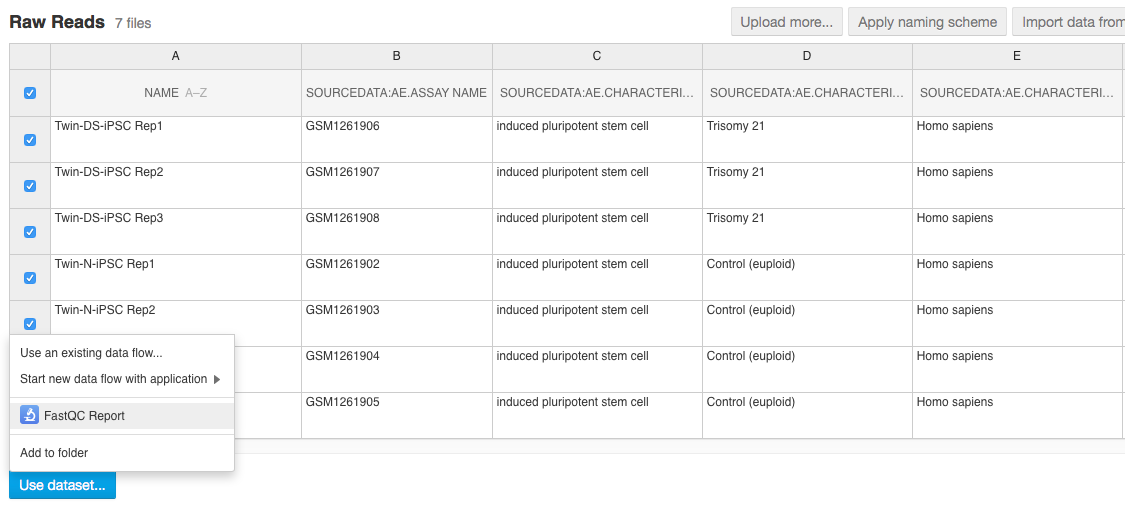 Raw Reads 7 files Upload more... Apply naming scheme Import data from
A B C D E
NAME A–Z SOURCEDATA:AE.ASSAY NAME SOURCEDATA:AE.CHARACTERI... SOURCEDATA:AE.CHARACTERI... SOURCEDATA:AE.CHARACTERI...
Twin-DS-iPSC Rep1 GSM1261906 induced pluripotent stem cell Trisomy 21 Homo sapiens
Twin-DS-iPSC Rep2 GSM1261907 induced pluripotent stem cell Trisomy 21 Homo sapiens
Twin-DS-iPSC Rep3 GSM1261908 induced pluripotent stem cell Trisomy 21 Homo sapiens
Twin-N-iPSC Rep1 GSM1261902 induced pluripotent stem cell Control (euploid) Homo sapiens
Twin-N-iPSC Rep2 GSM1261903 induced pluripotent stem cell Control (euploid) Homo sapiens
GSM1261904 induced pluripotent stem cell Control (euploid) Homo sapiens
GSM1261905 induced pluripotent stem cell Control (euploid) Homo sapiens
Use an existing data flow...
Start new data flow with application
FastQC Report
Add to folder
Use dataset...